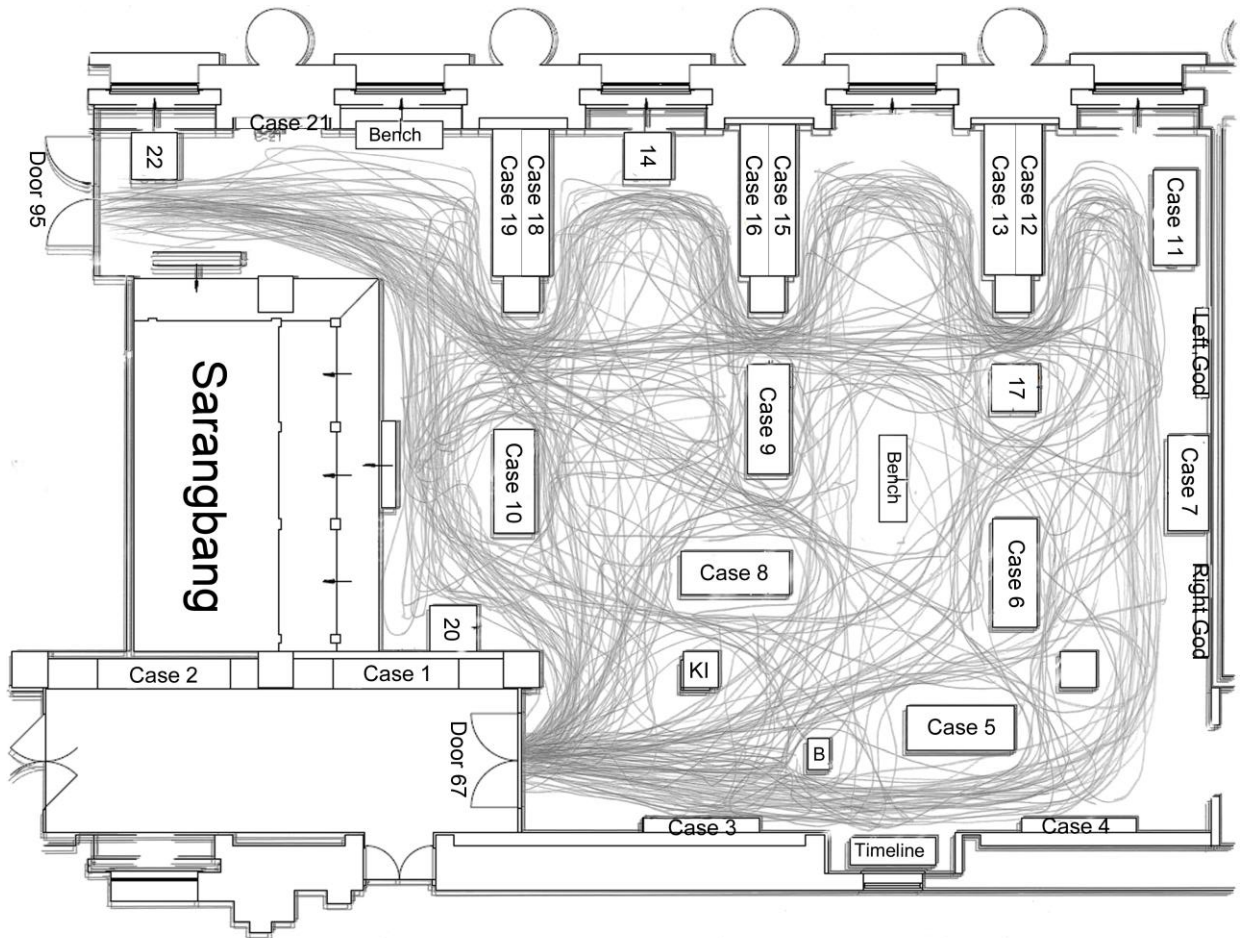 Case 21
Bench
Door 95
22
Case 19
Case 18
14
Case 16
Case 15
Case 13
Case 12
Case 11
Left God
Sarangbang
Case 10
Case 9
Bench
17
Case 7
Case 8
Case 6
Right God
20
Case 2
Case 1
KI
Door 67
B
Case 5
Case 3
Case 4
Timeline